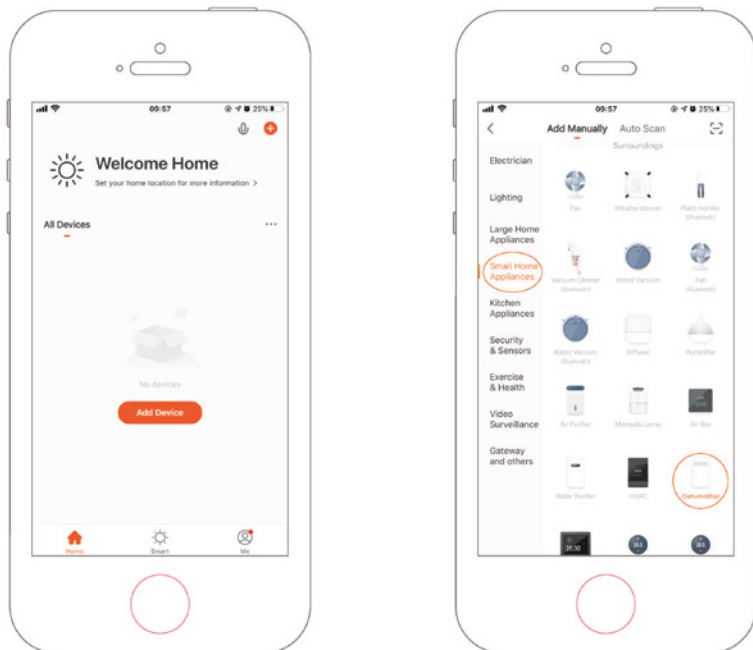 09:57
25%
Welcome Home
Set your home location for more information >
All Devices
...
No devices
Add Device
Home
Smart
Me
09:57
25%
Add Manually
Auto Scan
Surroundings
Electrician
Lighting
Large Home
Appliances
Small Home
Appliances
Kitchen
Appliances
Security
& Sensors
Exercise
& Health
Video
Surveillance
Gateway
and others
Fan
Window cleaner
Plant monitor
(Bluetooth)
Vacuum Cleaner
(Bluetooth)
Robot Vacuum
Fan
(Bluetooth)
Robot Vacuum
(Bluetooth)
Diffuser
Humidifier
Air Purifier
Mosquito Lamp
Air Box
Water Purifier
HVAC
Dehumidifier